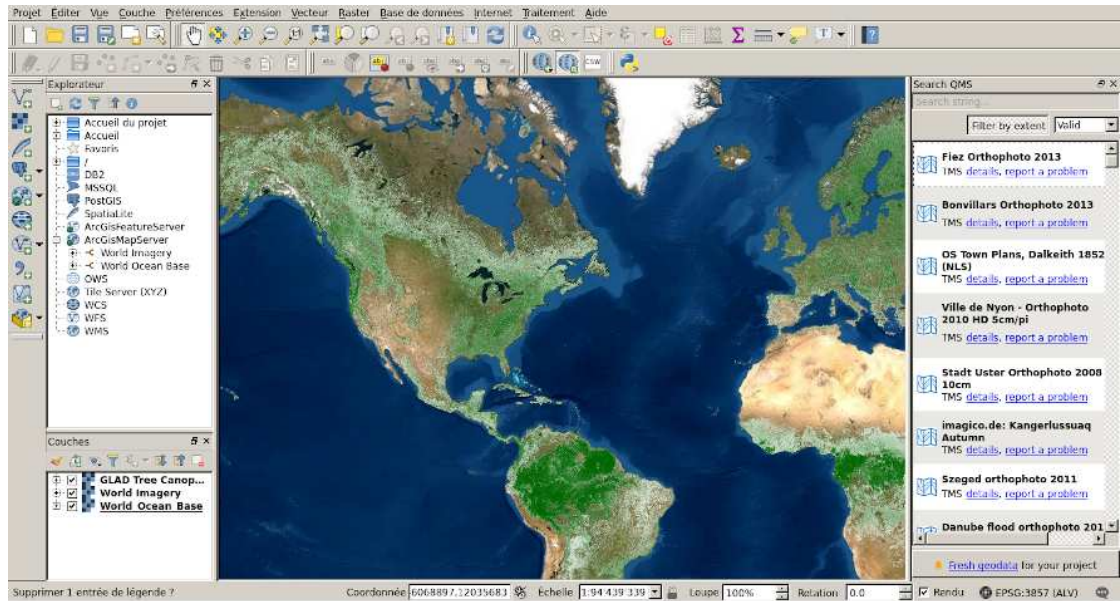 Projet Éditer Vue Couche Préférences Extension Vecteur Raster Base de données Internet Traitement Aide
CSW
Explorateur
Accueil du projet
Accueil
Favoris
/
DB2
MSSQL
PostGIS
SpatiaLite
ArcGisFeatureServer
ArcGisMapServer
World Imagery
World Ocean Base
OWS
Tile Server (XYZ)
WCS
WFS
WMS
Couches
GLAD Tree Canop...
World Imagery
World Ocean Base
Search QMS
Search string...
Filter by extent Valid
Fiez Orthophoto 2013
TMS details, report a problem
Bonvillars Orthophoto 2013
TMS details, report a problem
OS Town Plans, Dalkeith 1852
(NLS)
TMS details, report a problem
Ville de Nyon - Orthophoto
2010 HD 5cm/pi
TMS details, report a problem
Stadt Uster Orthophoto 2008
10cm
TMS details, report a problem
imagico.de: Kangerlussuaq
Autumn
TMS details, report a problem
Szeged orthophoto 2011
TMS details, report a problem
Danube flood orthophoto 201
Fresh geodata for your project
Supprimer 1 entrée de légende ? Coordonnée 6068897,12035683 Échelle 1:94 439 339 Loupe 100% Rotation 0.0 Rendu EPSG:3857 (ALV)